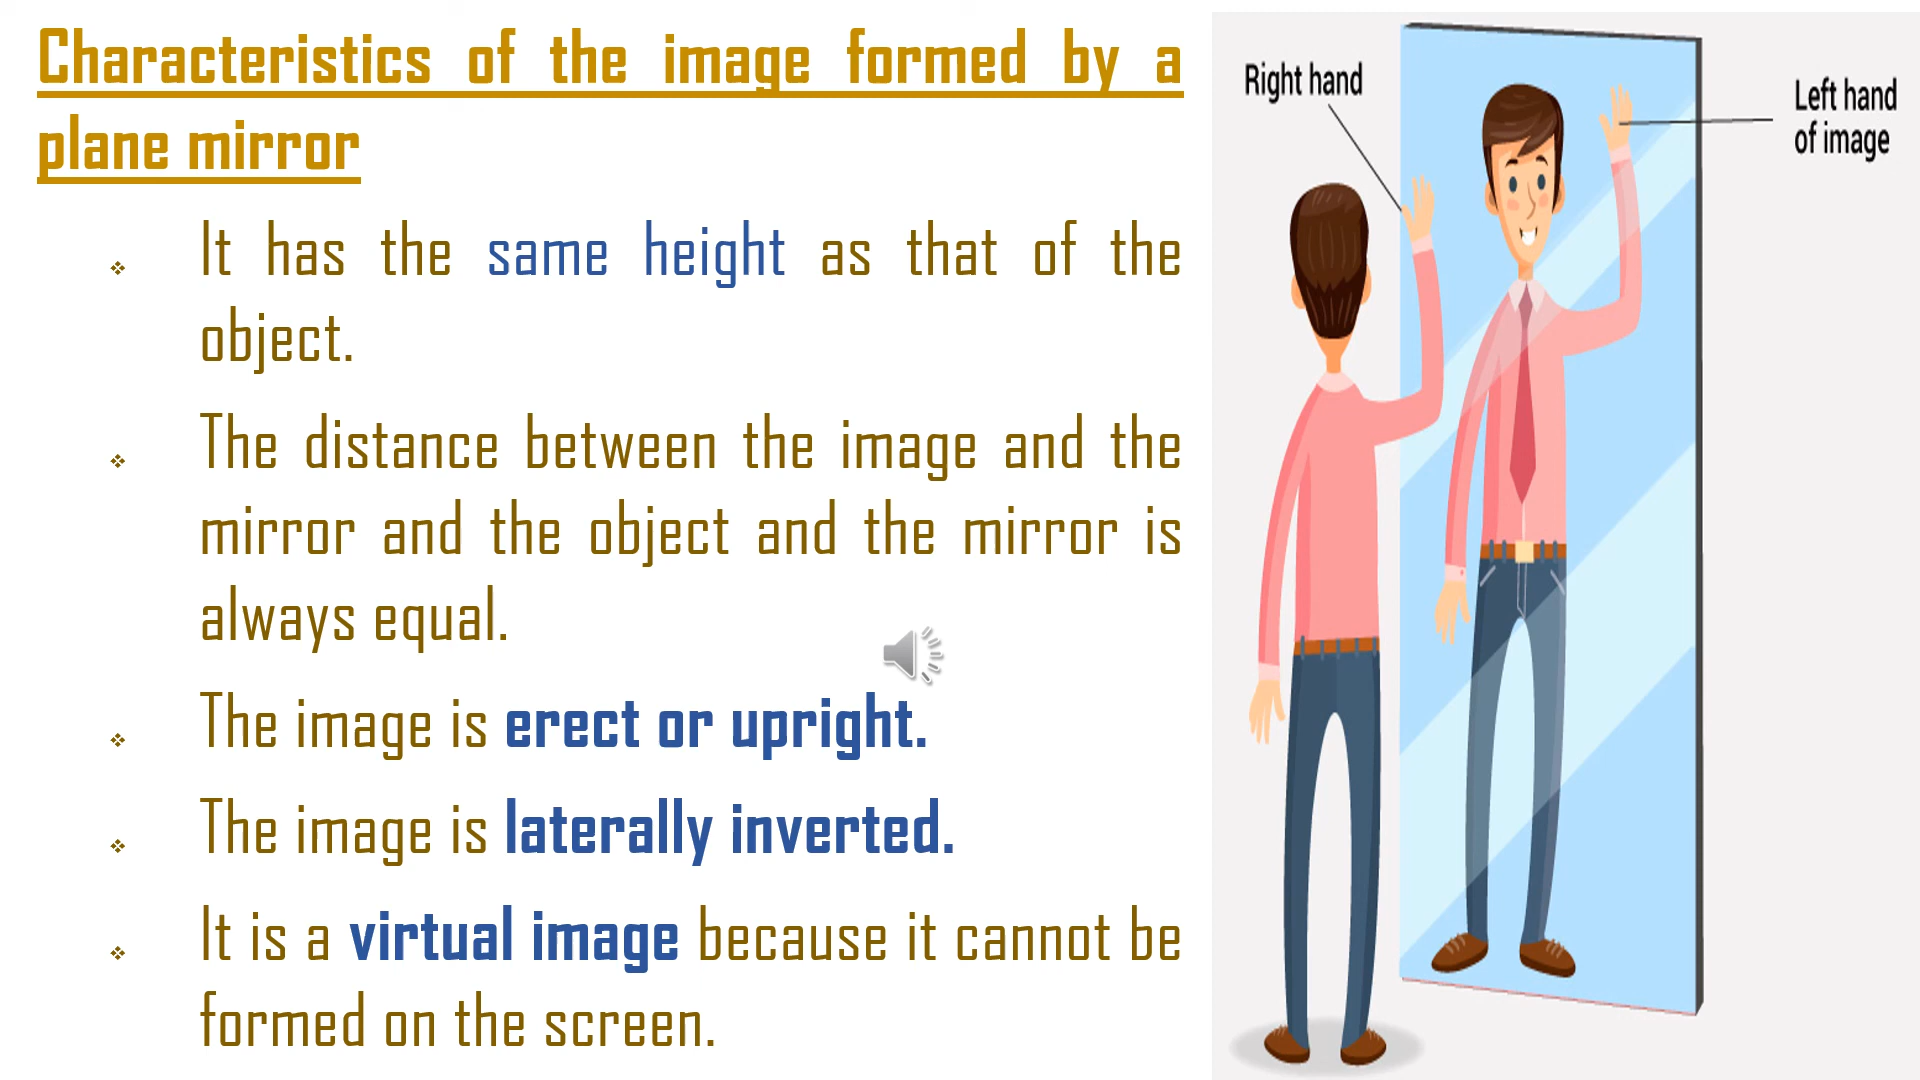 Characteristics of the image formed by a
plane mirror
It has the same height as that of the
object.
The distance between the image and the
mirror and the object and the mirror is
always equal.
The image is erect or upright.
The image is laterally inverted.
It is a virtual image because it cannot be
formed on the screen.
Right hand
Left hand
of image